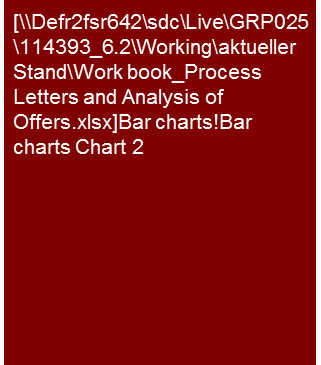 [\\Defr2fsr642\sdc\Live\GRP025
\114393_6.2\Working\aktueller
Stand\Work book_Process
Letters and Analysis of
Offers.xlsx]Bar charts!Bar
charts Chart 2